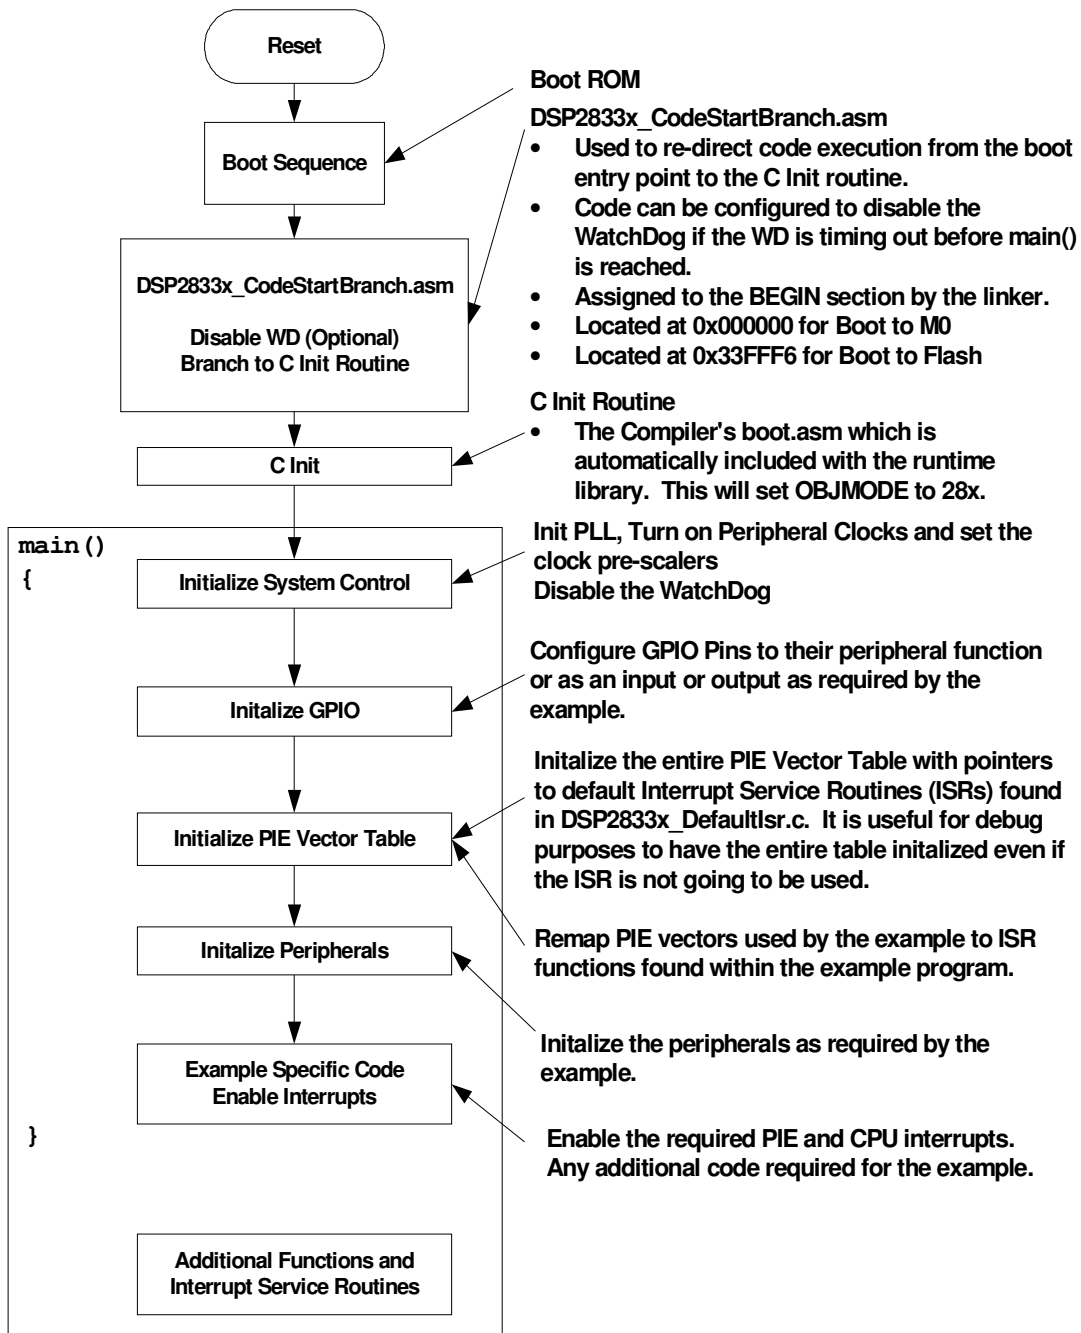 Reset
Boot Sequence
DSP2833x_CodeStartBranch.asm
Disable WD (Optional)
Branch to C Init Routine
C Init
main()
{
Initialize System Control
Initalize GPIO
Initialize PIE Vector Table
Initalize Peripherals
Example Specific Code
Enable Interrupts
}
Additional Functions and
Interrupt Service Routines
Boot ROM
DSP2833x_CodeStartBranch.asm
• Used to re-direct code execution from the boot
entry point to the C Init routine.
• Code can be configured to disable the
WatchDog if the WD is timing out before main()
is reached.
• Assigned to the BEGIN section by the linker.
• Located at 0x000000 for Boot to M0
• Located at 0x33FFF6 for Boot to Flash
C Init Routine
• The Compiler's boot.asm which is
automatically included with the runtime
library. This will set OBJMODE to 28x.
Init PLL, Turn on Peripheral Clocks and set the
clock pre-scalers
Disable the WatchDog
Configure GPIO Pins to their peripheral function
or as an input or output as required by the
example.
Initalize the entire PIE Vector Table with pointers
to default Interrupt Service Routines (ISRs) found
in DSP2833x_DefaultIsr.c. It is useful for debug
purposes to have the entire table initalized even if
the ISR is not going to be used.
Remap PIE vectors used by the example to ISR
functions found within the example program.
Initalize the peripherals as required by the
example.
Enable the required PIE and CPU interrupts.
Any additional code required for the example.